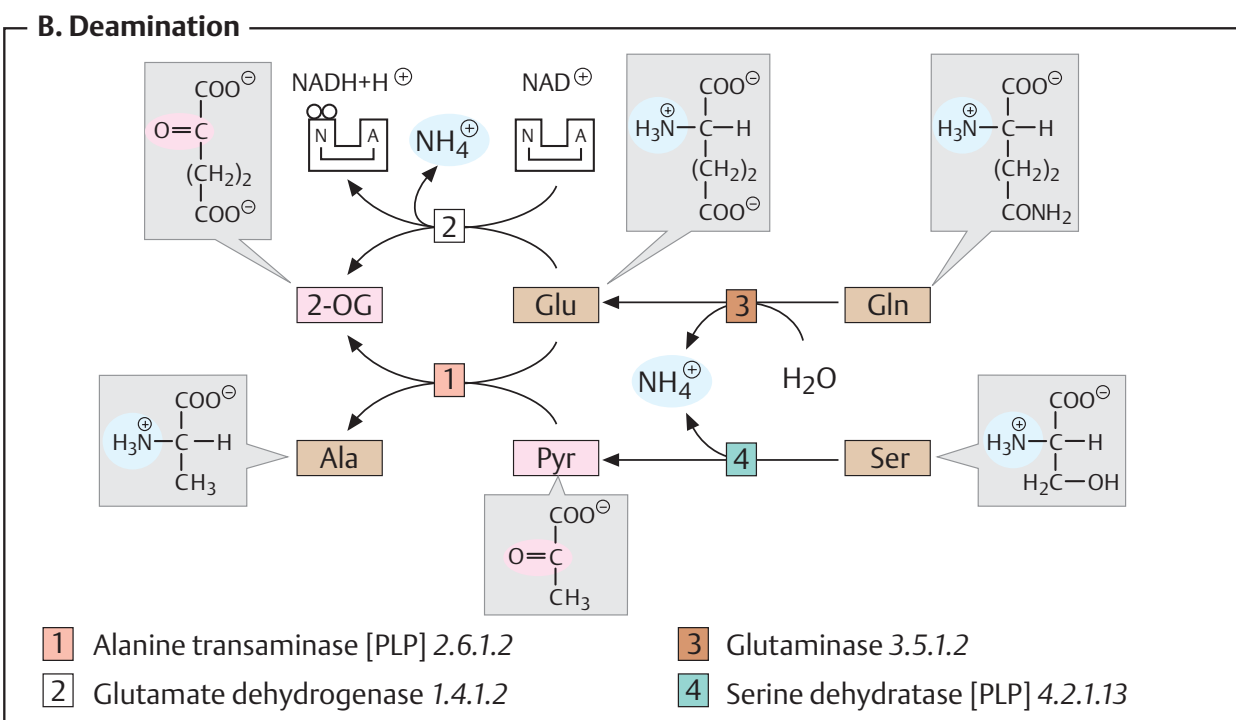 B. Deamination
COO⊖
O=C
(CH₂)₂
COO⊖
NADH+H⊕
N A
NH₄⊕
NAD⊕
N A
COO⊖
H₃N⊕—C—H
(CH₂)₂
COO⊖
COO⊖
H₃N⊕—C—H
(CH₂)₂
CONH₂
2
2-OG
Glu
3
Gln
1
NH₄⊕
H₂O
COO⊖
H₃N⊕—C—H
CH₃
Ala
Pyr
4
Ser
COO⊖
H₃N⊕—C—H
H₂C—OH
COO⊖
O=C
CH₃
1 Alanine transaminase [PLP] 2.6.1.2
2 Glutamate dehydrogenase 1.4.1.2
3 Glutaminase 3.5.1.2
4 Serine dehydratase [PLP] 4.2.1.13